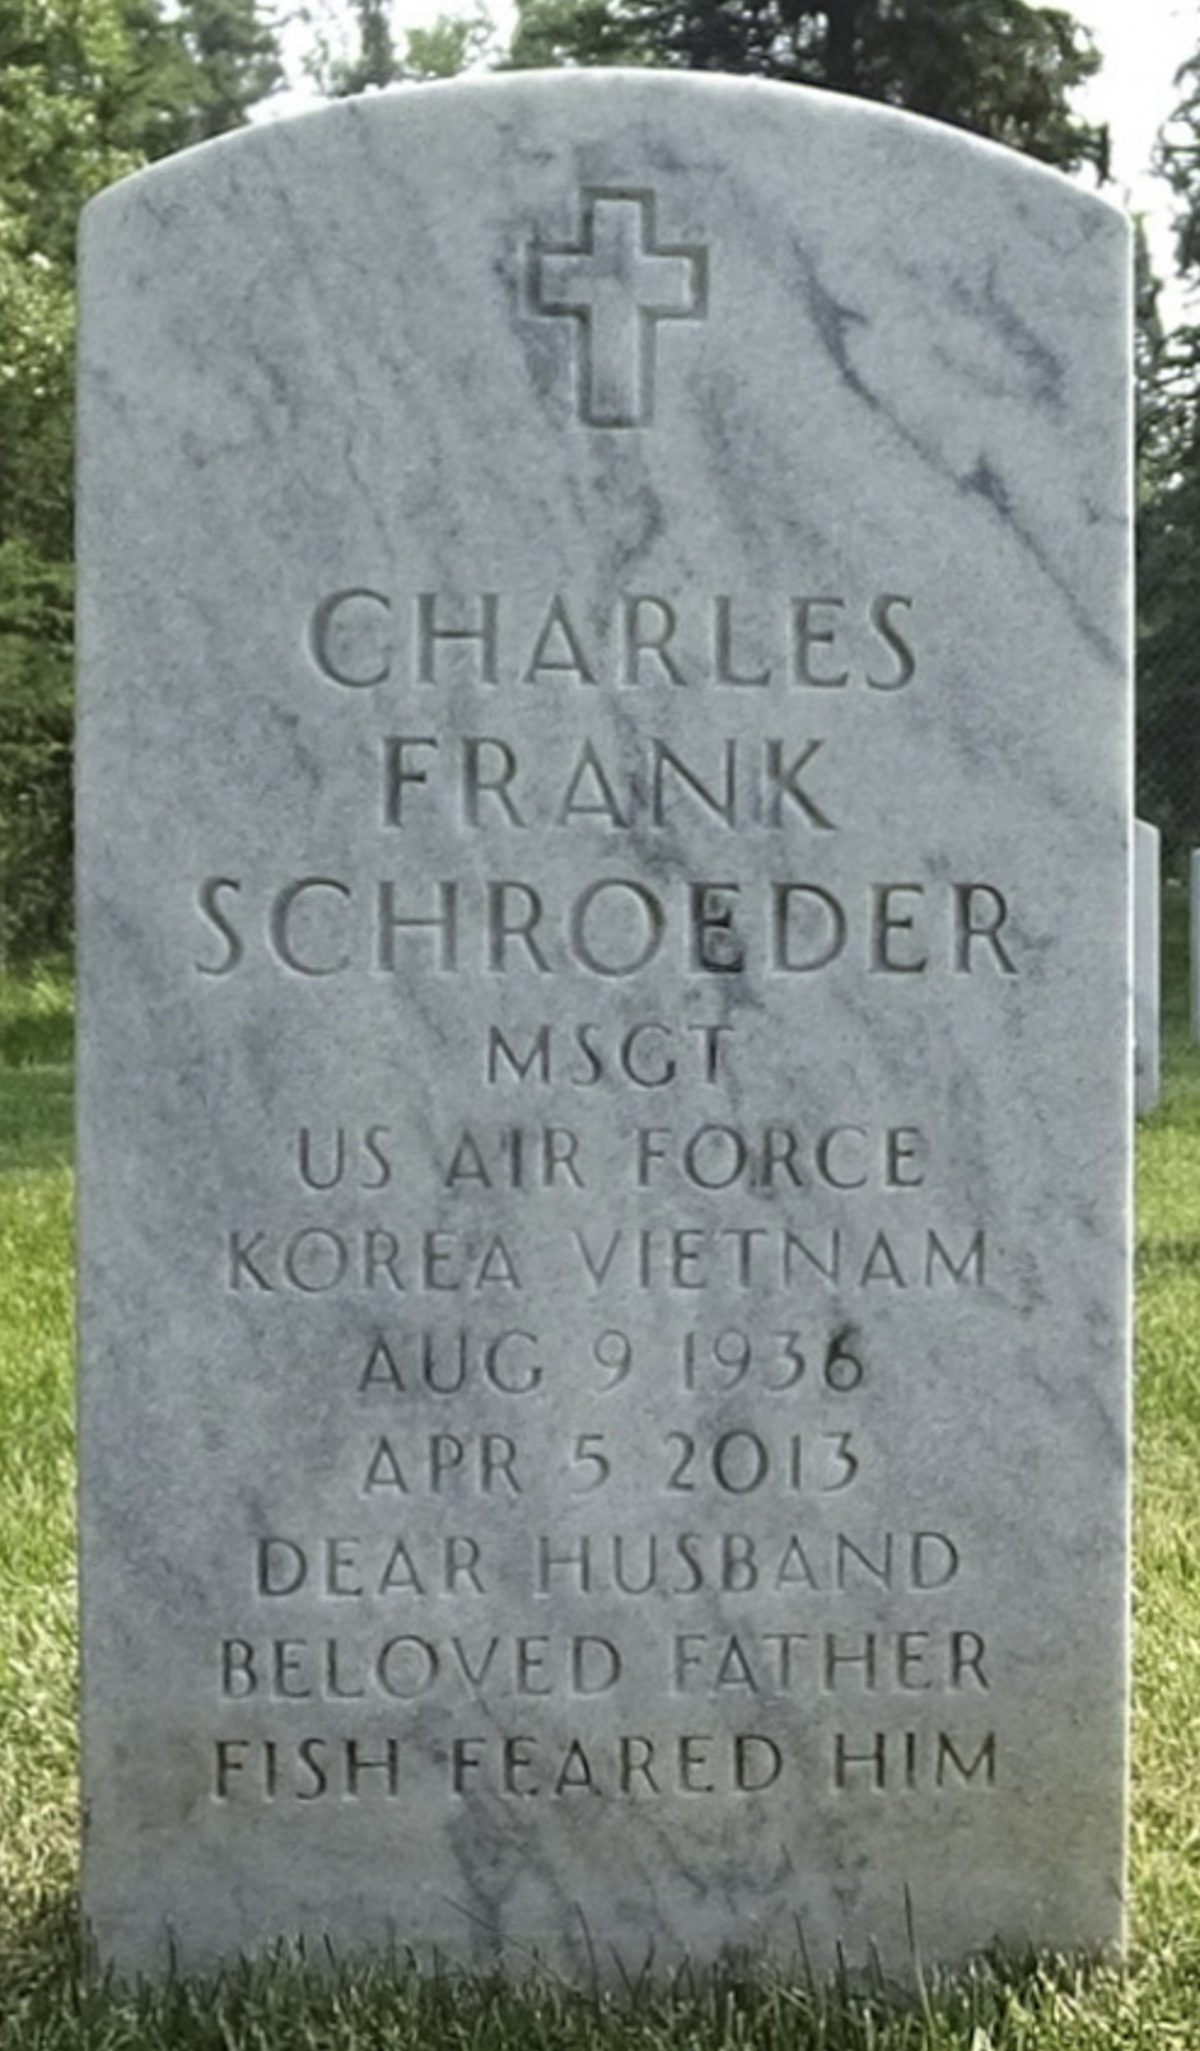 CHARLES
FRANK
SCHROEDER
MSGT
US AIR FORCE
KOREA VIETNAM
AUG 9 1936
APR 5 2013
DEAR HUSBAND
BELOVED FATHER
FISH FEARED HIM